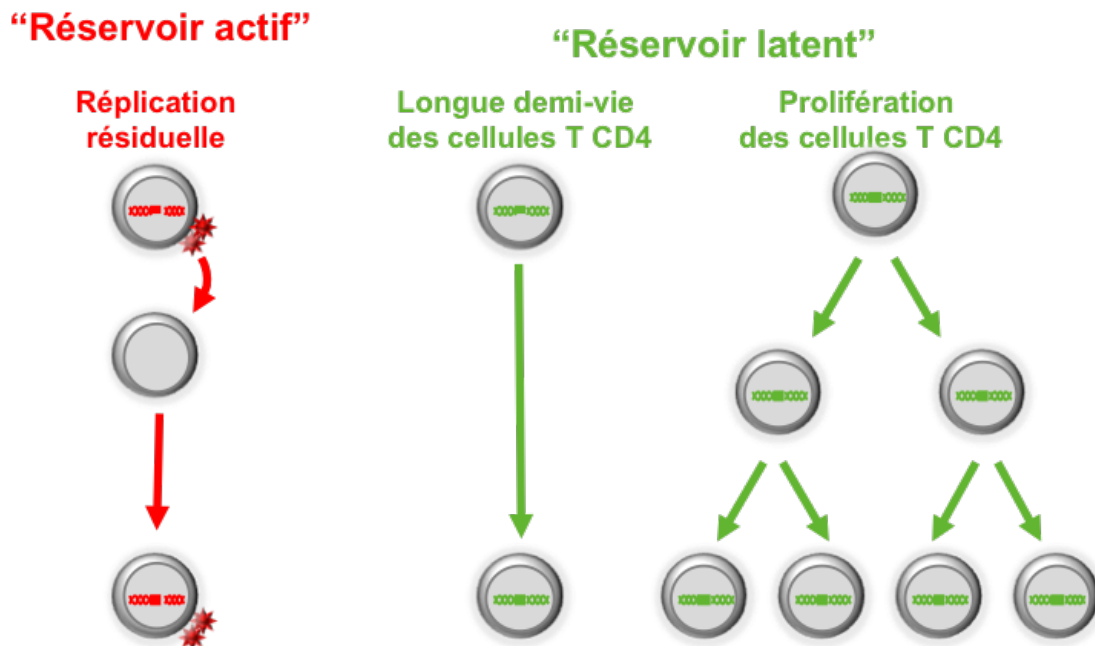 “Réservoir actif”
“Réservoir latent”
Réplication
résiduelle
Longue demi-vie
des cellules T CD4
Prolifération
des cellules T CD4